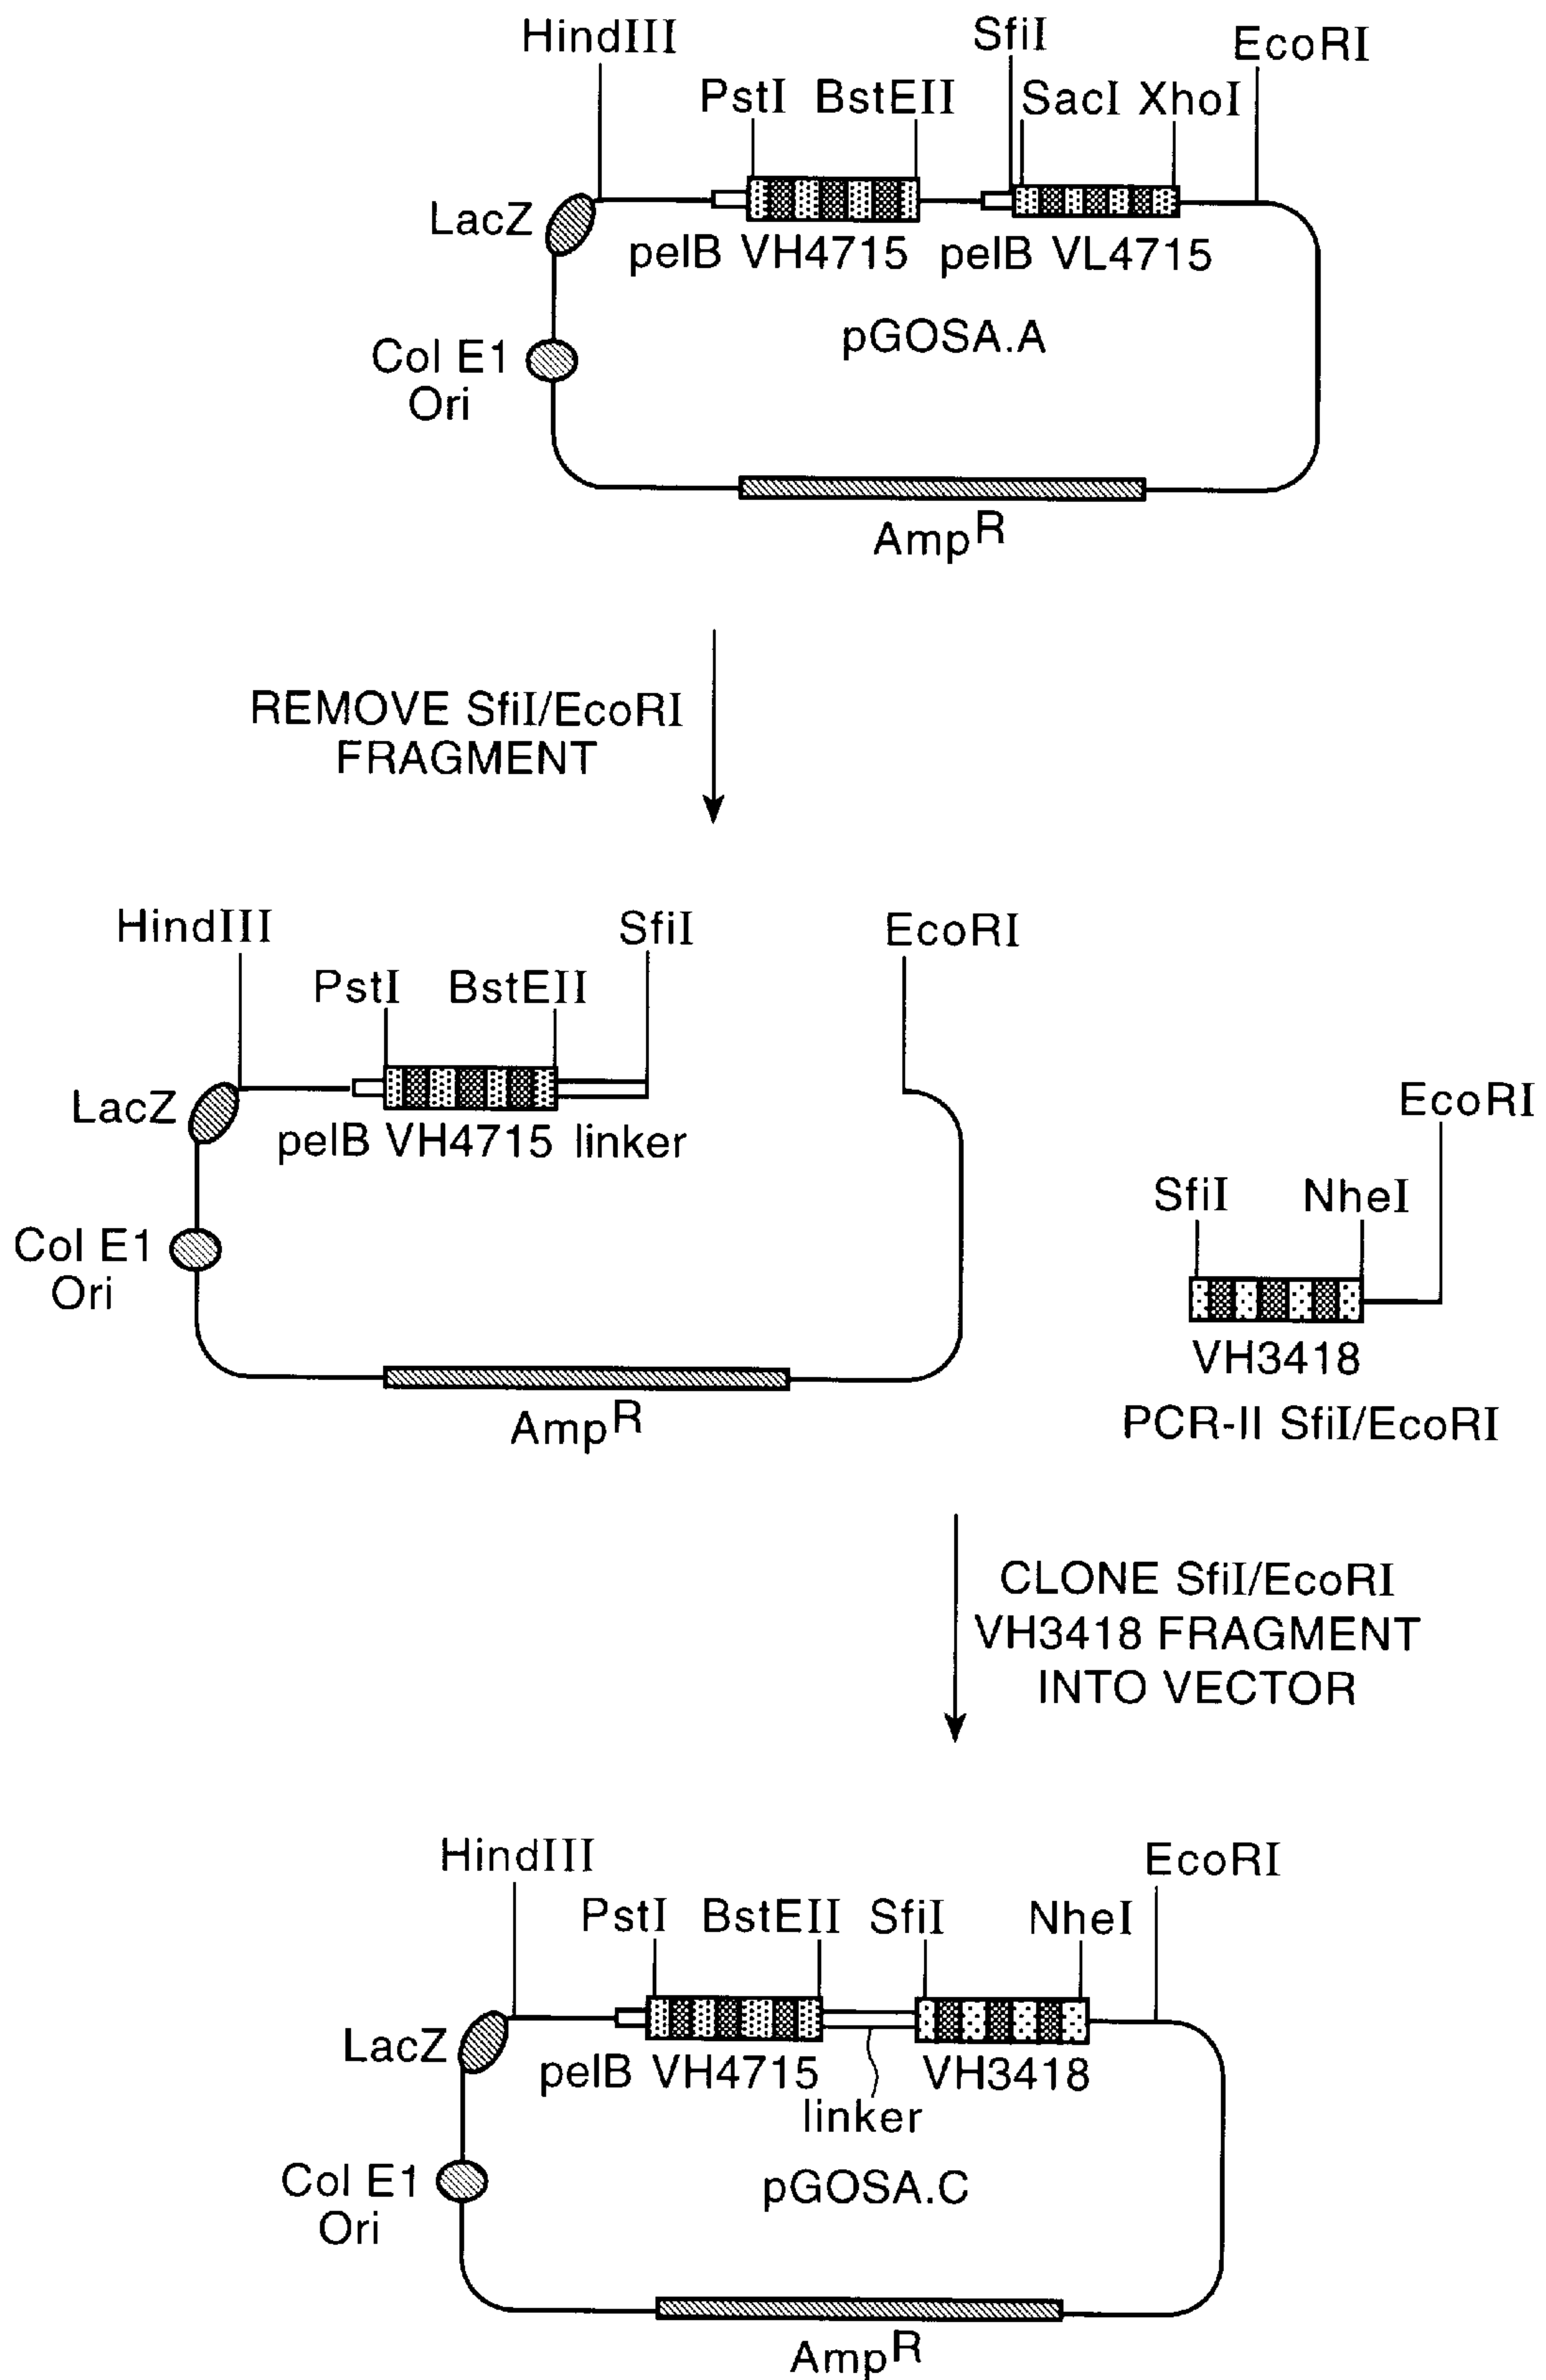 HindIII
SfiI
EcoRI
PstI BstEII
SacI XhoI
LacZ
pelB VH4715 pelB VL4715
pGOSA.A
Col E1
Ori
Amp^R
REMOVE SfiI/EcoRI
FRAGMENT
HindIII
SfiI
EcoRI
PstI BstEII
LacZ
pelB VH4715 linker
Col E1
Ori
Amp^R
EcoRI
SfiI NheI
VH3418
PCR-II SfiI/EcoRI
CLONE SfiI/EcoRI
VH3418 FRAGMENT
INTO VECTOR
HindIII
EcoRI
PstI BstEII SfiI NheI
LacZ
pelB VH4715 VH3418
linker
pGOSA.C
Col E1
Ori
Amp^R